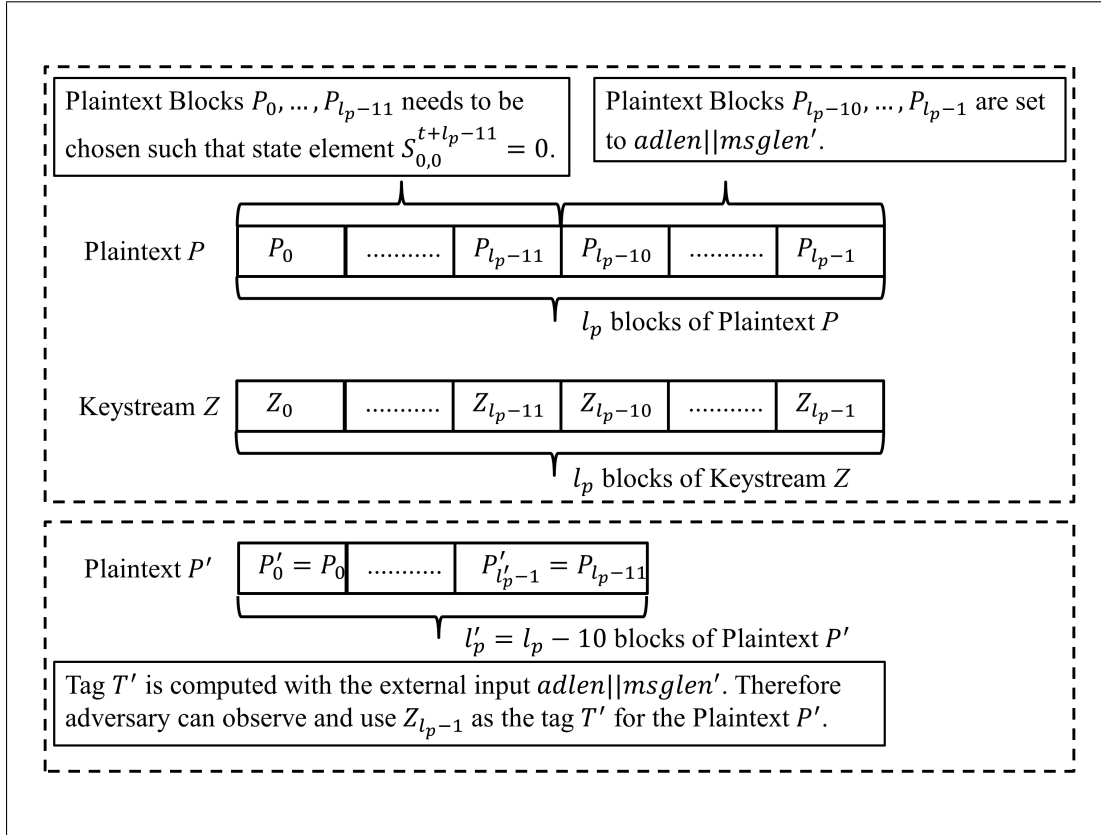 Plaintext Blocks $P_0, \ldots, P_{l_p-11}$ needs to be
chosen such that state element $S_{0,0}^{t+l_p-11} = 0$.
Plaintext Blocks $P_{l_p-10}, \ldots, P_{l_p-1}$ are set
to $adlen||msglen'$.
Plaintext $P$ $P_0$ ........... $P_{l_p-11}$ $P_{l_p-10}$ ........... $P_{l_p-1}$
$l_p$ blocks of Plaintext $P$
Keystream $Z$ $Z_0$ ........... $Z_{l_p-11}$ $Z_{l_p-10}$ ........... $Z_{l_p-1}$
$l_p$ blocks of Keystream $Z$
Plaintext $P'$ $P'_0 = P_0$ ........... $P'_{l'_p-1} = P_{l_p-11}$
$l'_p = l_p - 10$ blocks of Plaintext $P'$
Tag $T'$ is computed with the external input $adlen||msglen'$. Therefore
adversary can observe and use $Z_{l_p-1}$ as the tag $T'$ for the Plaintext $P'$.